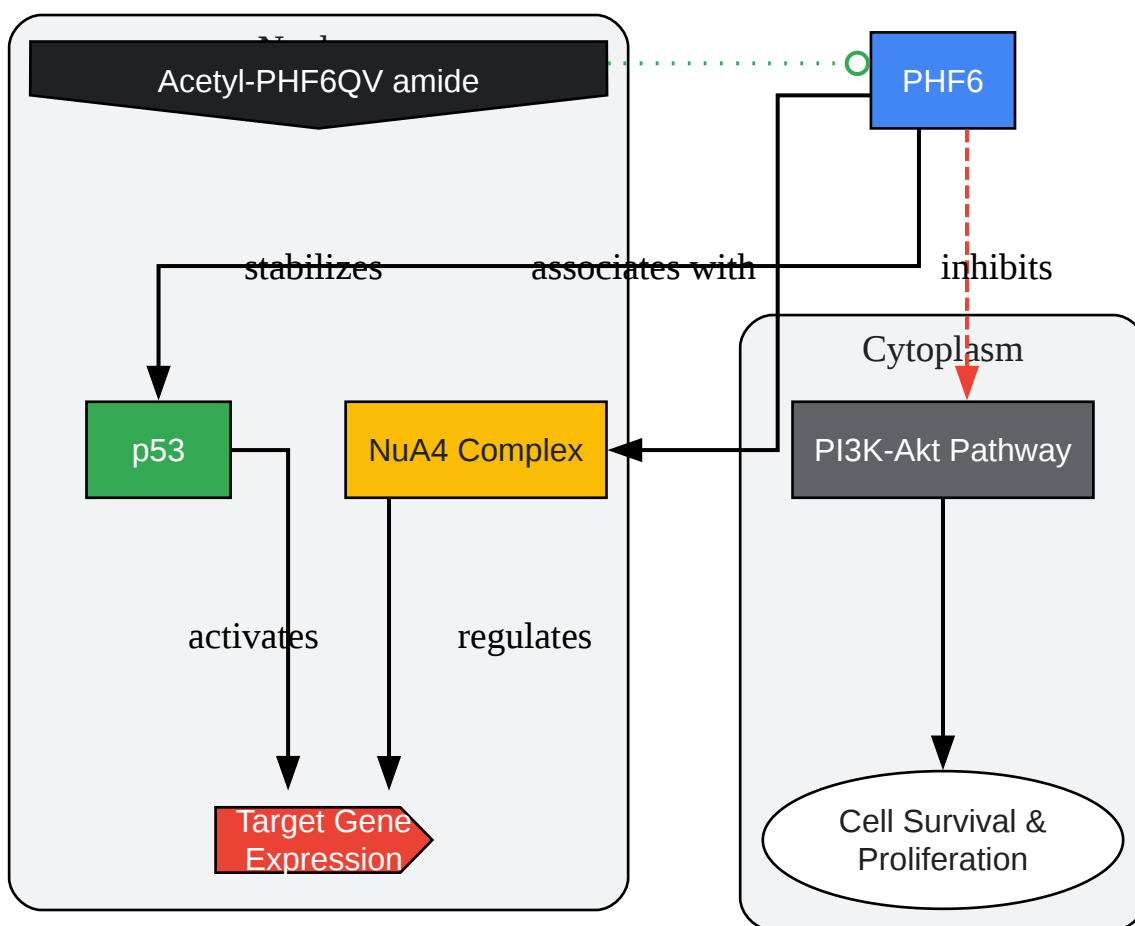 Acetyl-PHF6QV amide
PHF6
stabilizes
associates with
inhibits
Cytoplasm
p53
NuA4 Complex
PI3K-Akt Pathway
activates
regulates
Target Gene
Expression
Cell Survival &
Proliferation